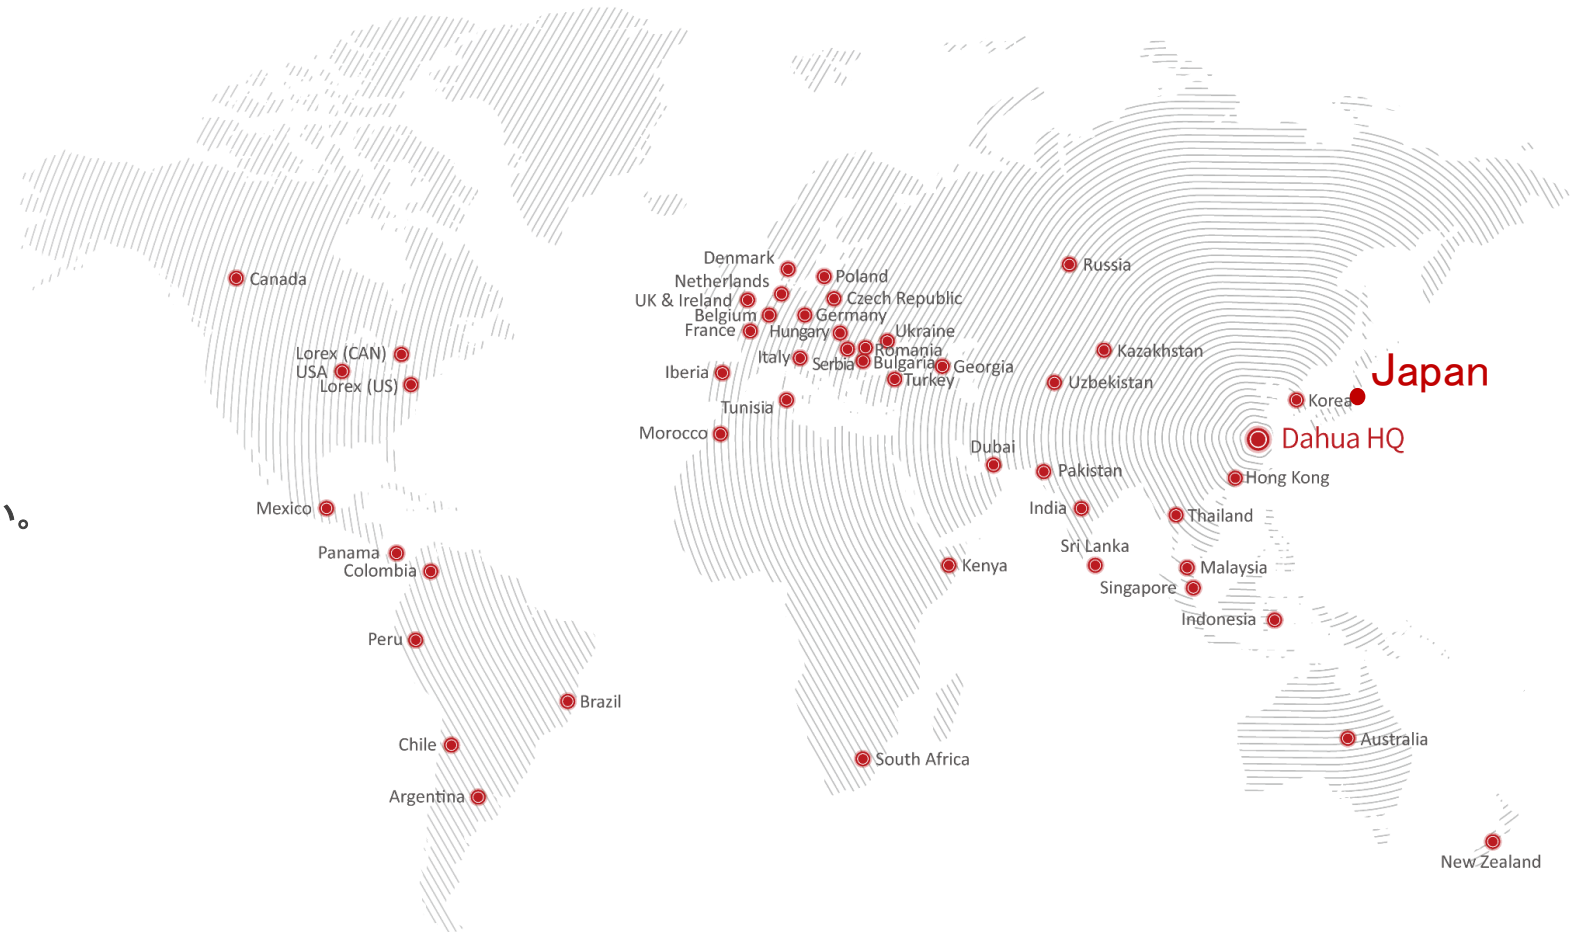 Denmark
Netherlands
Poland
Russia
Canada
UK & Ireland
Czech Republic
Belgium
Germany
France
Hungary
Ukraine
Lorex (CAN)
Italy
Serbia
Romania
Bulgaria
Georgia
Kazakhstan
USA
Iberia
Turkey
Japan
Lorex (US)
Uzbekistan
Tunisia
Korea
Morocco
Dubai
Dahua HQ
Pakistan
Hong Kong
Mexico
India
Thailand
、。
Panama
Sri Lanka
Colombia
Kenya
Malaysia
Singapore
Indonesia
Peru
Brazil
Chile
Australia
South Africa
Argentina
New Zealand